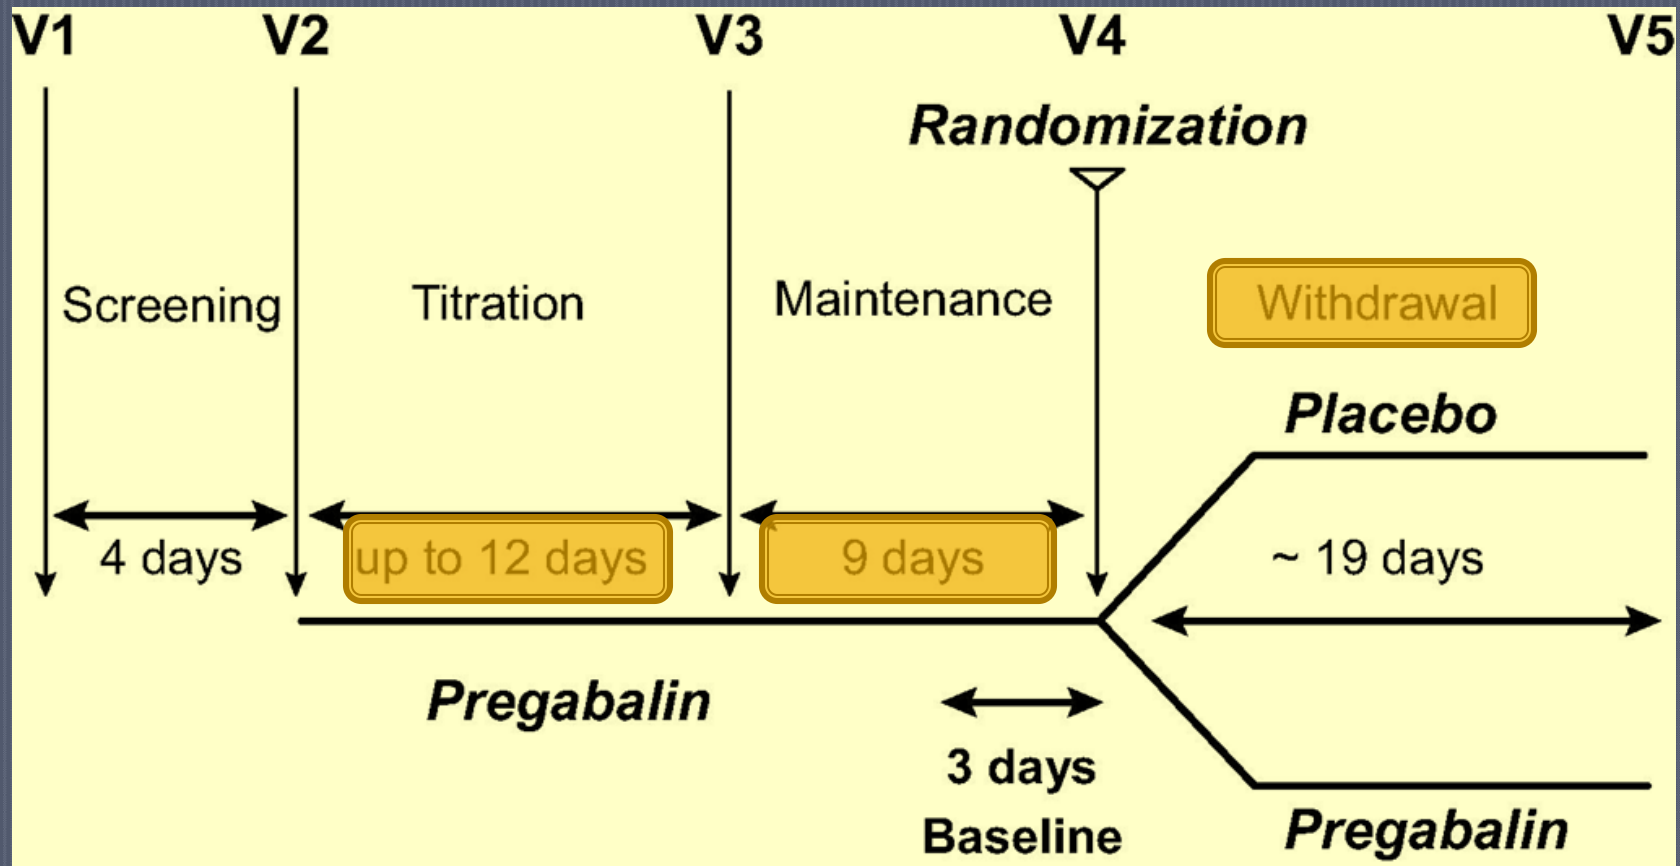 V1 V2 V3 V4 V5
Randomization
Screening Titration Maintenance Withdrawal
Placebo
4 days up to 12 days 9 days ~ 19 days
Pregabalin
3 days
Baseline
Pregabalin